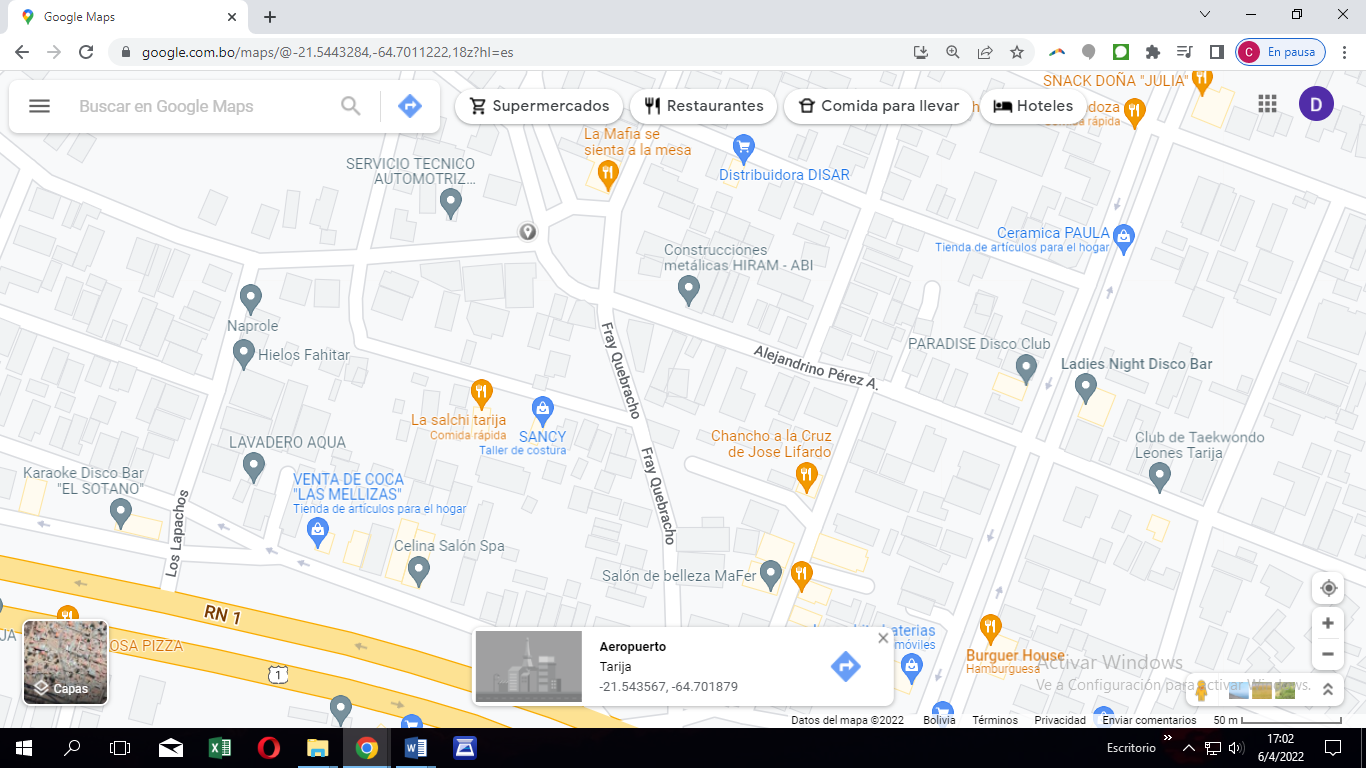 Google Maps
google.com.bo/maps/@-21.5443284,-64.7011222,18z?hl=es
C
En pausa
Buscar en Google Maps
Supermercados
Restaurantes
Comida para llevar
Hoteles
D
SNACK DOÑA "JULIA"
Comida rápida
La Mafia se
sienta a la mesa
Distribuidora DISAR
SERVICIO TECNICO
AUTOMOTRIZ...
Cerámica PAULA
Tienda de artículos para el hogar
Construcciones
metálicas HIRAM - ABI
Naprole
Hielos Fahitar
Fray Quebracho
Alejandrino Pérez A.
PARADISE Disco Club
Ladies Night Disco Bar
La salchi tarija
Comida rápida
SANCY
Taller de costura
Chancho a la Cruz
de Jose Lifardo
Club de Taekwondo
Leones Tarija
LAVADERO AQUA
Karaoke Disco Bar
"EL SOTANO"
VENTA DE COCA
"LAS MELLIZAS"
Tienda de artículos para el hogar
Los Lapachos
Fray Quebracho
Celina Salón Spa
Salón de belleza MaFer
RN 1
1
OSA PIZZA
Capas
Aeropuerto
Tarija
-21.543567, -64.701879
Burguer House
Hamburguesa
Activar Windows
Ve a Configuración para activar Windows.
Datos del mapa ©2022
Bolivia
Términos
Privacidad
Enviar comentarios
50 m
Escritorio
17:02
6/4/2022